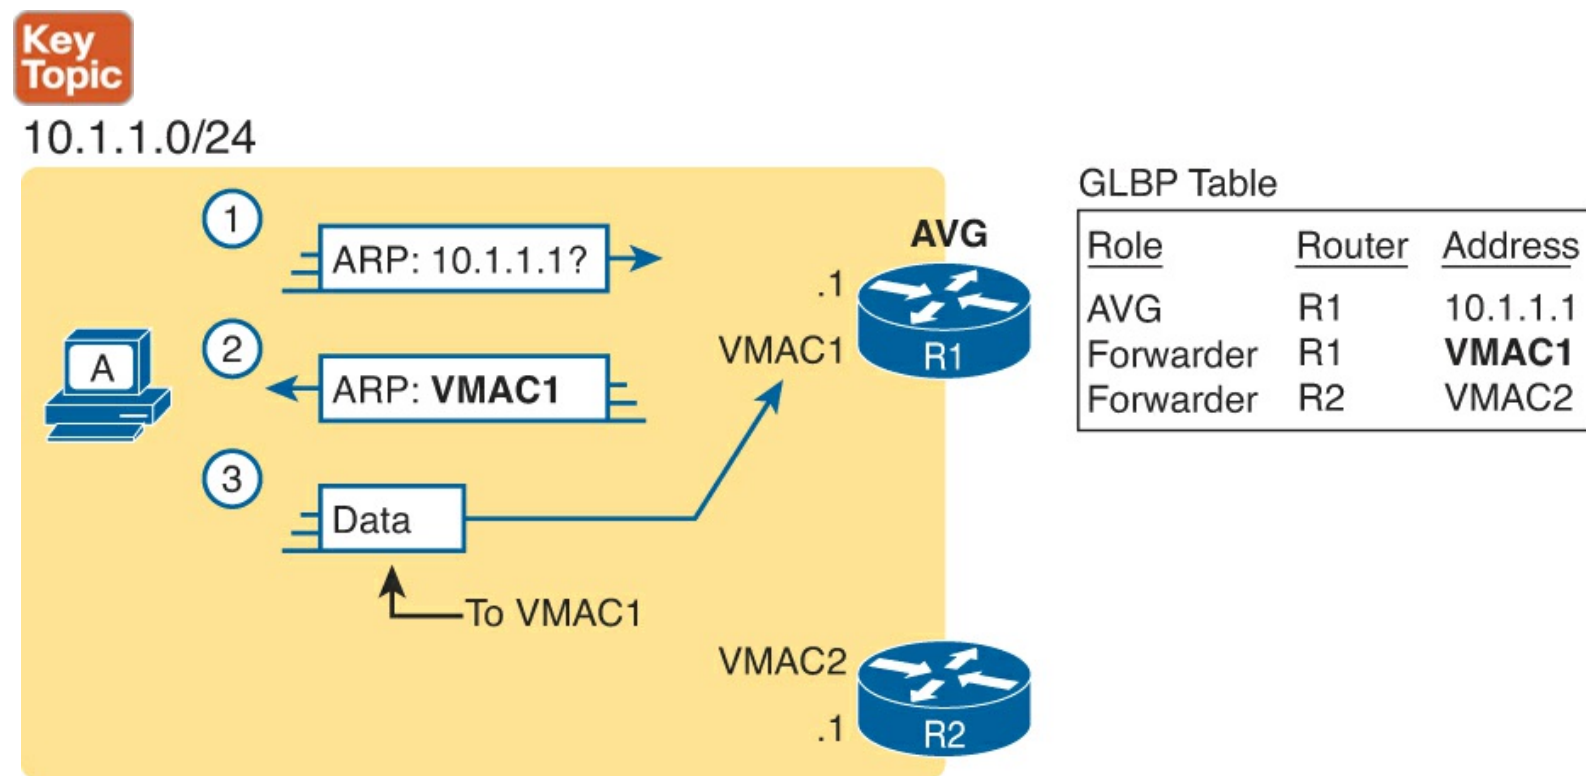 Key
Topic
10.1.1.0/24
1
ARP: 10.1.1.1?
2
ARP: VMAC1
A
3
Data
To VMAC1
AVG
.1
VMAC1
R1
VMAC2
.1
R2
GLBP Table
Role Router Address
AVG R1 10.1.1.1
Forwarder R1 VMAC1
Forwarder R2 VMAC2